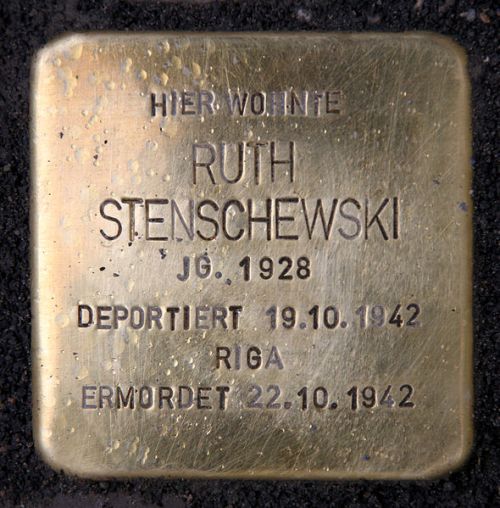 HIER WOHNTE
RUTH
STENSCHEWSKI
JG. 1928
DEPORTIERT 19.10.1942
RIGA
ERMORDET 22.10.1942